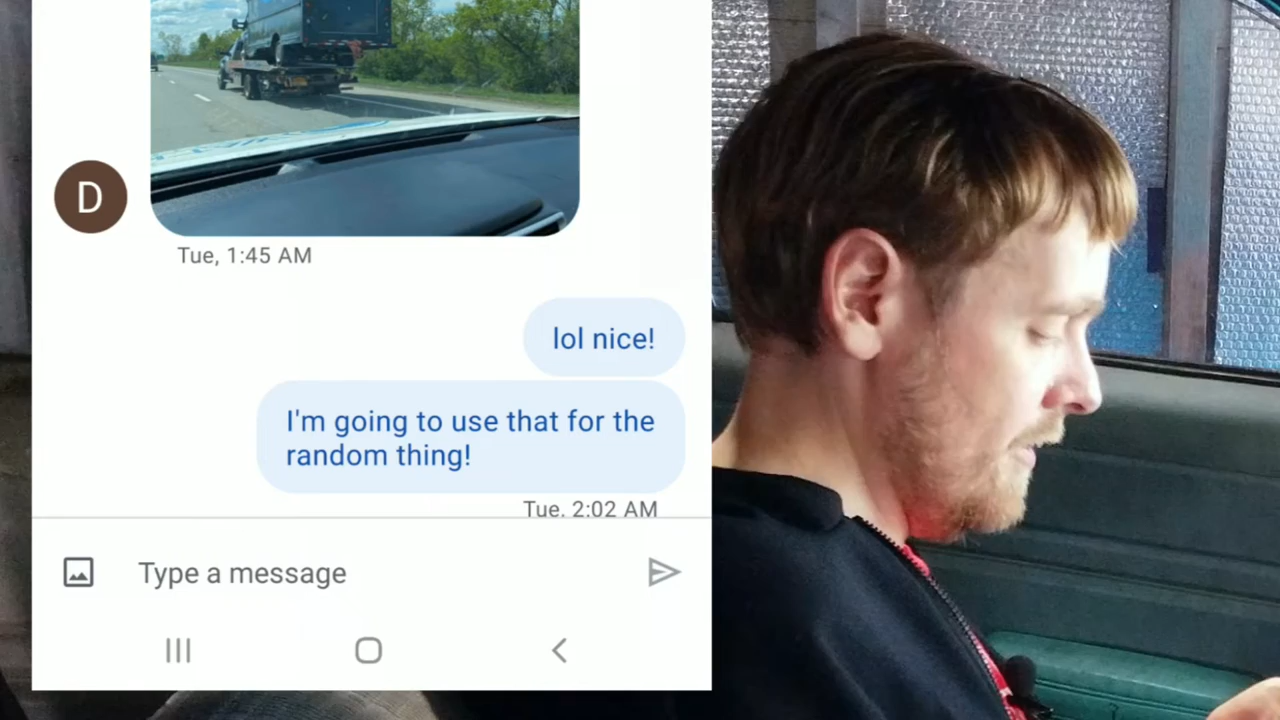 D
Tue, 1:45 AM
lol nice!
I'm going to use that for the
random thing!
Tue, 2:02 AM
Type a message